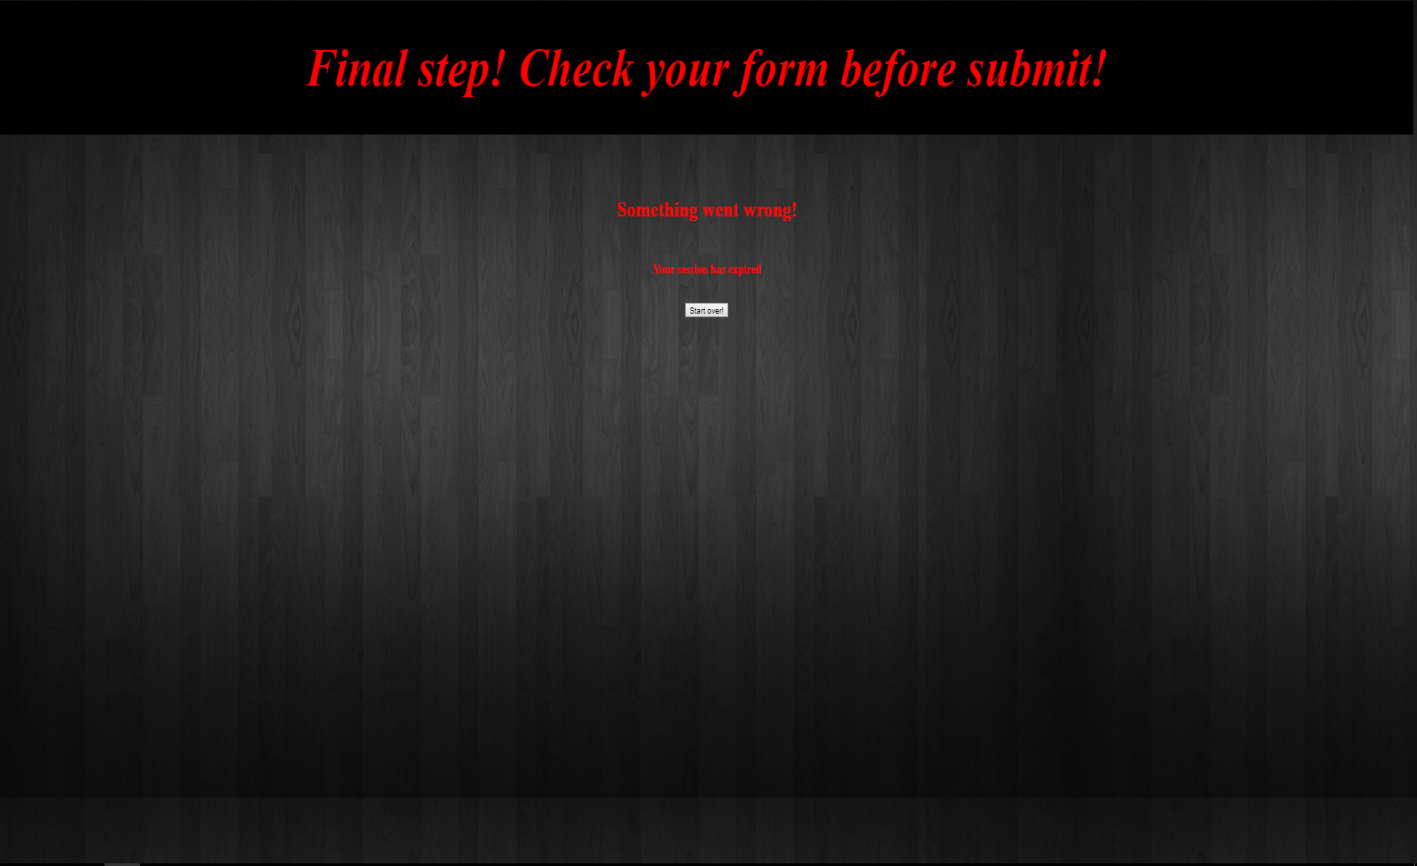 Final step! Check your form before submit!
Something went wrong!
Your session has expired
Start over!